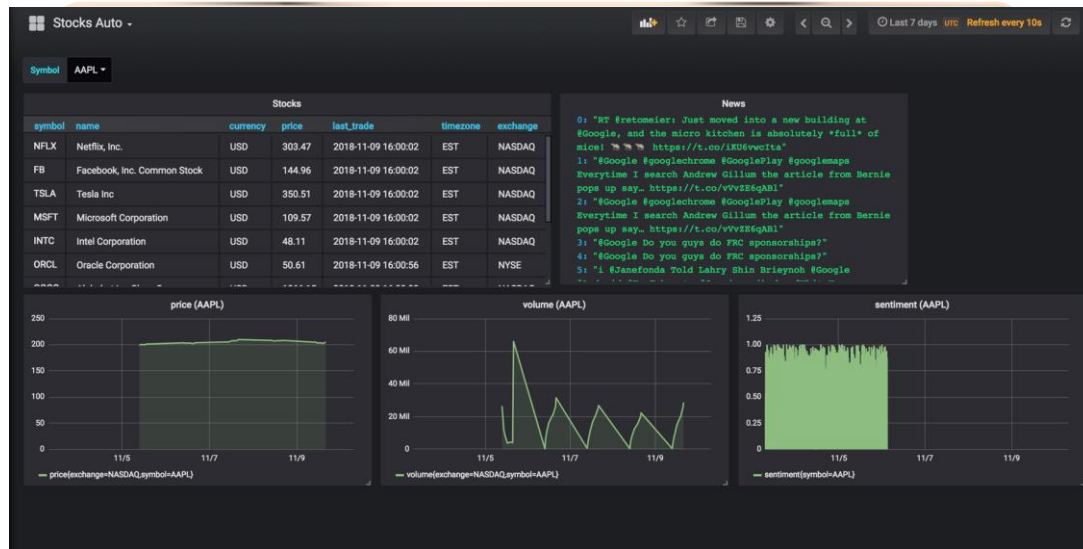 Stocks Auto
Last 7 days UTC Refresh every 10s
Symbol AAPL
Stocks
symbol name currency price last_trade timezone exchange
NFLX Netflix, Inc. USD 303.47 2018-11-09 16:00:02 EST NASDAQ
FB Facebook, Inc. Common Stock USD 144.96 2018-11-09 16:00:02 EST NASDAQ
TSLA Tesla Inc USD 350.51 2018-11-09 16:00:02 EST NASDAQ
MSFT Microsoft Corporation USD 109.57 2018-11-09 16:00:02 EST NASDAQ
INTC Intel Corporation USD 48.11 2018-11-09 16:00:02 EST NASDAQ
ORCL Oracle Corporation USD 50.61 2018-11-09 16:00:56 EST NYSE
News
0: "RT @retomeier: Just moved into a new building at
@Google, and the micro kitchen is absolutely *full* of
mice! 🐀🐀🐀 https://t.co/iKU6vwcIta"
1: "@Google @googlechrome @GooglePlay @googlemaps
Everytime I search Andrew Gillum the article from Bernie
pops up say… https://t.co/vVvZE6qABl"
2: "@Google @googlechrome @GooglePlay @googlemaps
Everytime I search Andrew Gillum the article from Bernie
pops up say… https://t.co/vVvZE6qABl"
3: "@Google Do you guys do FRC sponsorships?"
4: "@Google Do you guys do FRC sponsorships?"
5: "i @Janefonda Told Lahry Shin Brieynoh @Google
price (AAPL)
250
200
150
100
50
0
11/5 11/7 11/9
price{exchange=NASDAQ,symbol=AAPL}
volume (AAPL)
80 Mil
60 Mil
40 Mil
20 Mil
0
11/5 11/7 11/9
volume{exchange=NASDAQ,symbol=AAPL}
sentiment (AAPL)
1.25
1.00
0.75
0.50
0.25
0
11/5 11/7 11/9
sentiment{symbol=AAPL}